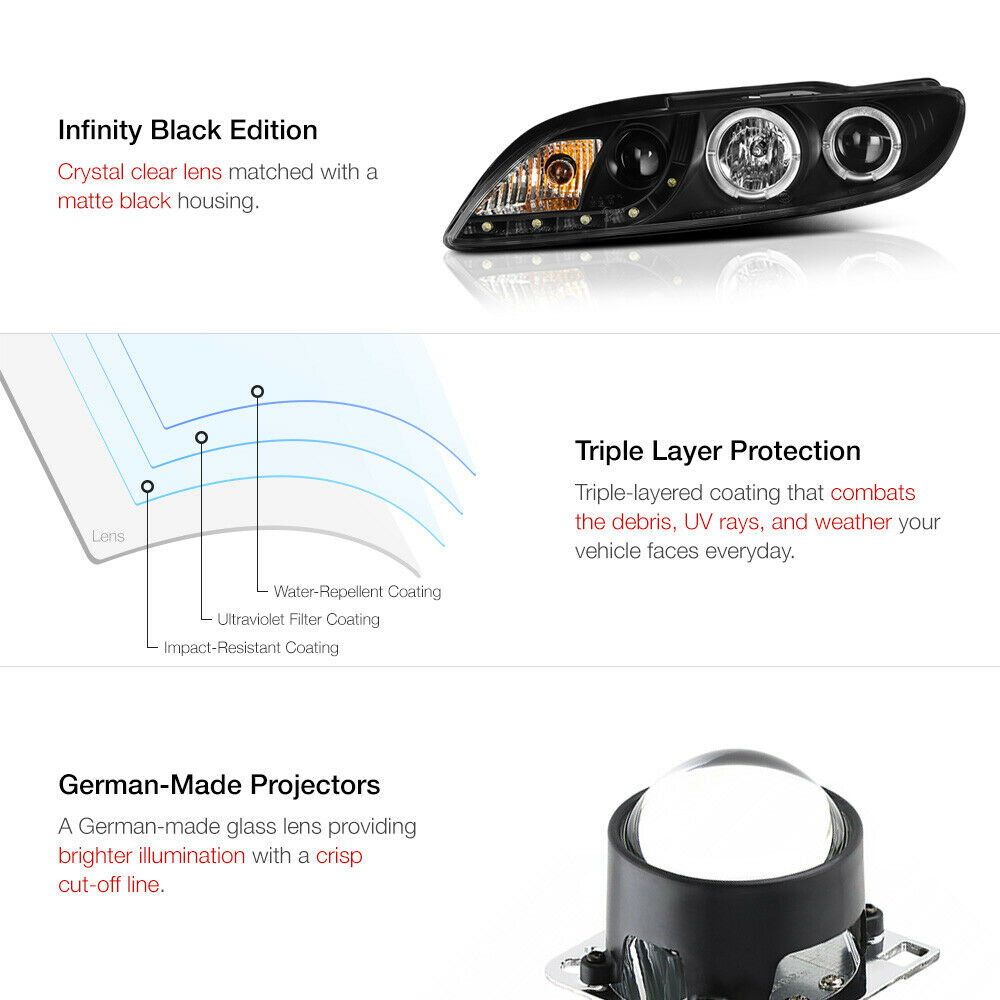 Infinity Black Edition
Crystal clear lens matched with a
matte black housing.
Triple Layer Protection
Triple-layered coating that combats
the debris, UV rays, and weather your
vehicle faces everyday.
Lens
Water-Repellent Coating
Ultraviolet Filter Coating
Impact-Resistant Coating
German-Made Projectors
A German-made glass lens providing
brighter illumination with a crisp
cut-off line.